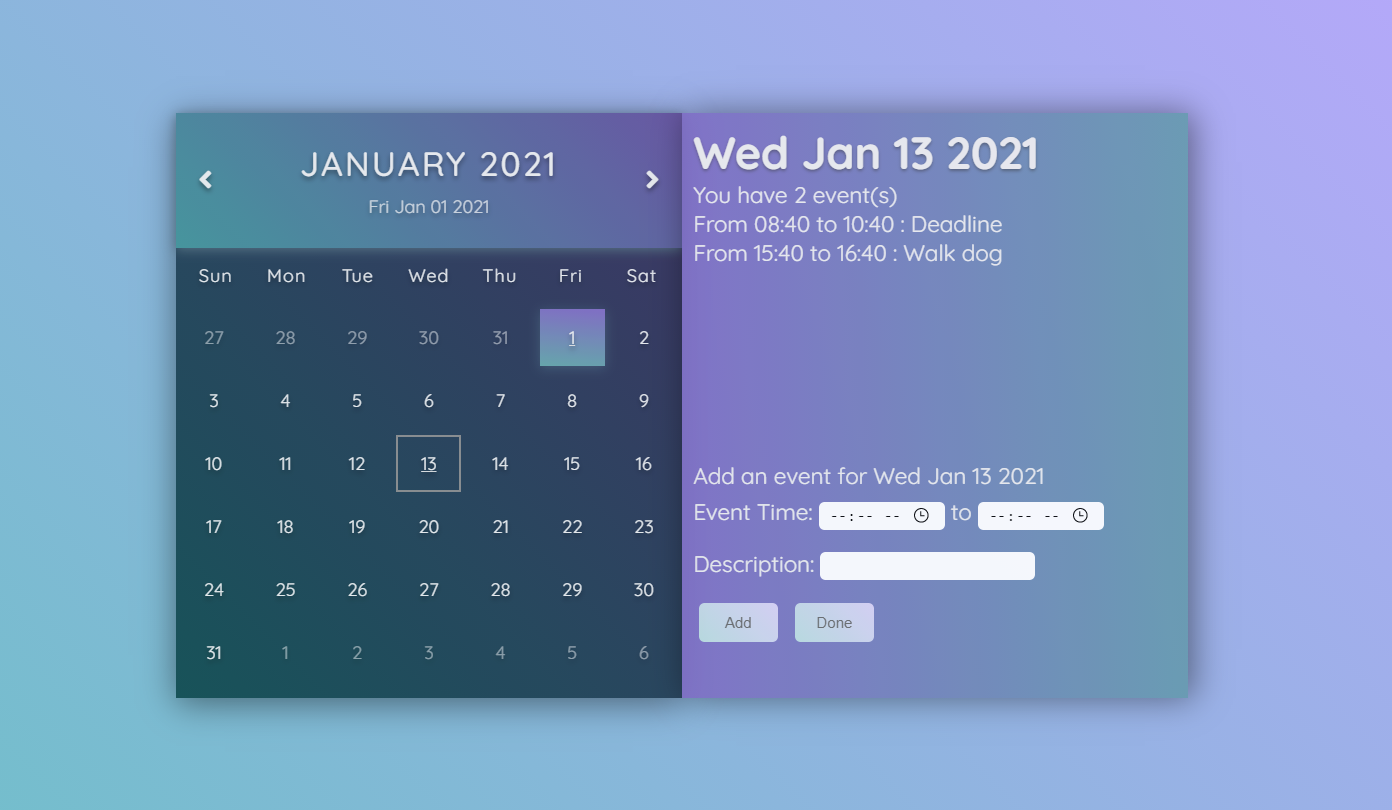 JANUARY 2021
Fri Jan 01 2021
Sun Mon Tue Wed Thu Fri Sat
27 28 29 30 31 1 2
3 4 5 6 7 8 9
10 11 12 13 14 15 16
17 18 19 20 21 22 23
24 25 26 27 28 29 30
31 1 2 3 4 5 6
Wed Jan 13 2021
You have 2 event(s)
From 08:40 to 10:40 : Deadline
From 15:40 to 16:40 : Walk dog
Add an event for Wed Jan 13 2021
Event Time: --:-- -- to --:-- --
Description:
Add Done